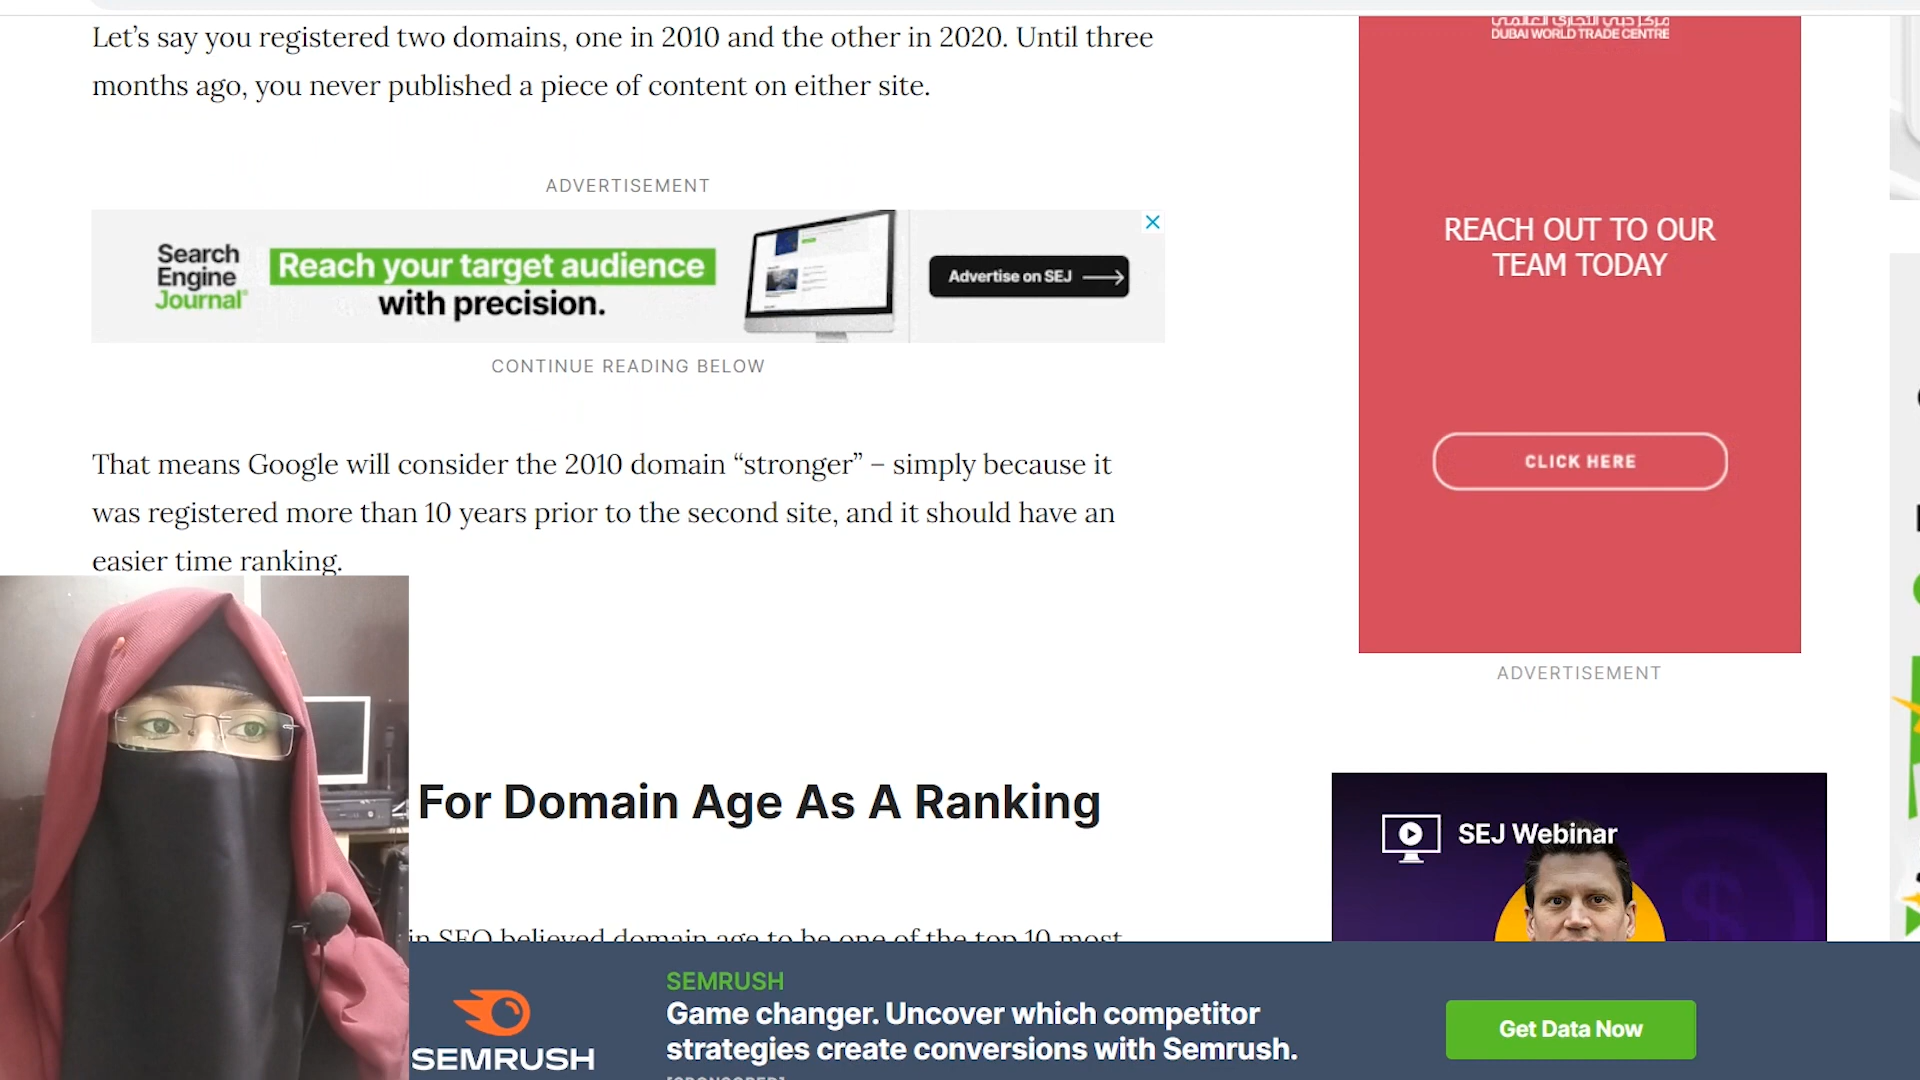 Let’s say you registered two domains, one in 2010 and the other in 2020. Until three
months ago, you never published a piece of content on either site.
ADVERTISEMENT
Search
Engine
Journal
Reach your target audience
with precision.
Advertise on SEJ
CONTINUE READING BELOW
That means Google will consider the 2010 domain “stronger” – simply because it
was registered more than 10 years prior to the second site, and it should have an
easier time ranking.
For Domain Age As A Ranking
in SEO believed domain age to be one of the top 10 most
مركز دبي التجاري العالمي
DUBAI WORLD TRADE CENTRE
REACH OUT TO OUR
TEAM TODAY
CLICK HERE
ADVERTISEMENT
SEJ Webinar
SEMRUSH
SEMRUSH
Game changer. Uncover which competitor
strategies create conversions with Semrush.
[SPONSORED]
Get Data Now